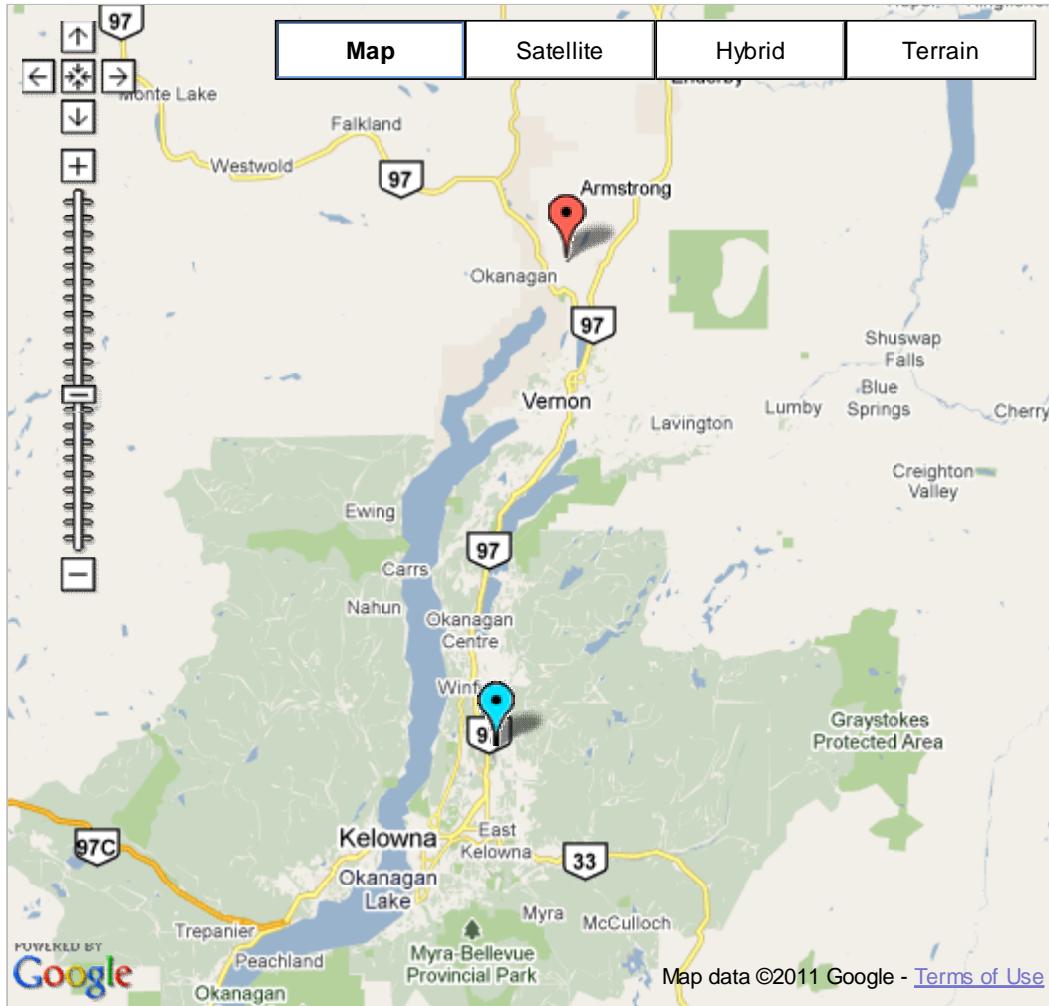 97
Map
Satellite
Hybrid
Terrain
Enderby
Monte Lake
Falkland
Westwold
97
Armstrong
Okanagan
97
Shuswap
Falls
Vernon
Blue
Springs
Lumby
Cherry
Lavington
Creighton
Valley
Ewing
97
Carrs
Nahun
Okanagan
Centre
Winf
9
Graystokes
Protected Area
97C
Kelowna
East
Kelowna
33
Okanagan
Lake
Myra
McCulloch
Trepanier
Peachland
Myra-Bellevue
Provincial Park
POWERED BY
Google
Okanagan
Map data ©2011 Google - Terms of Use